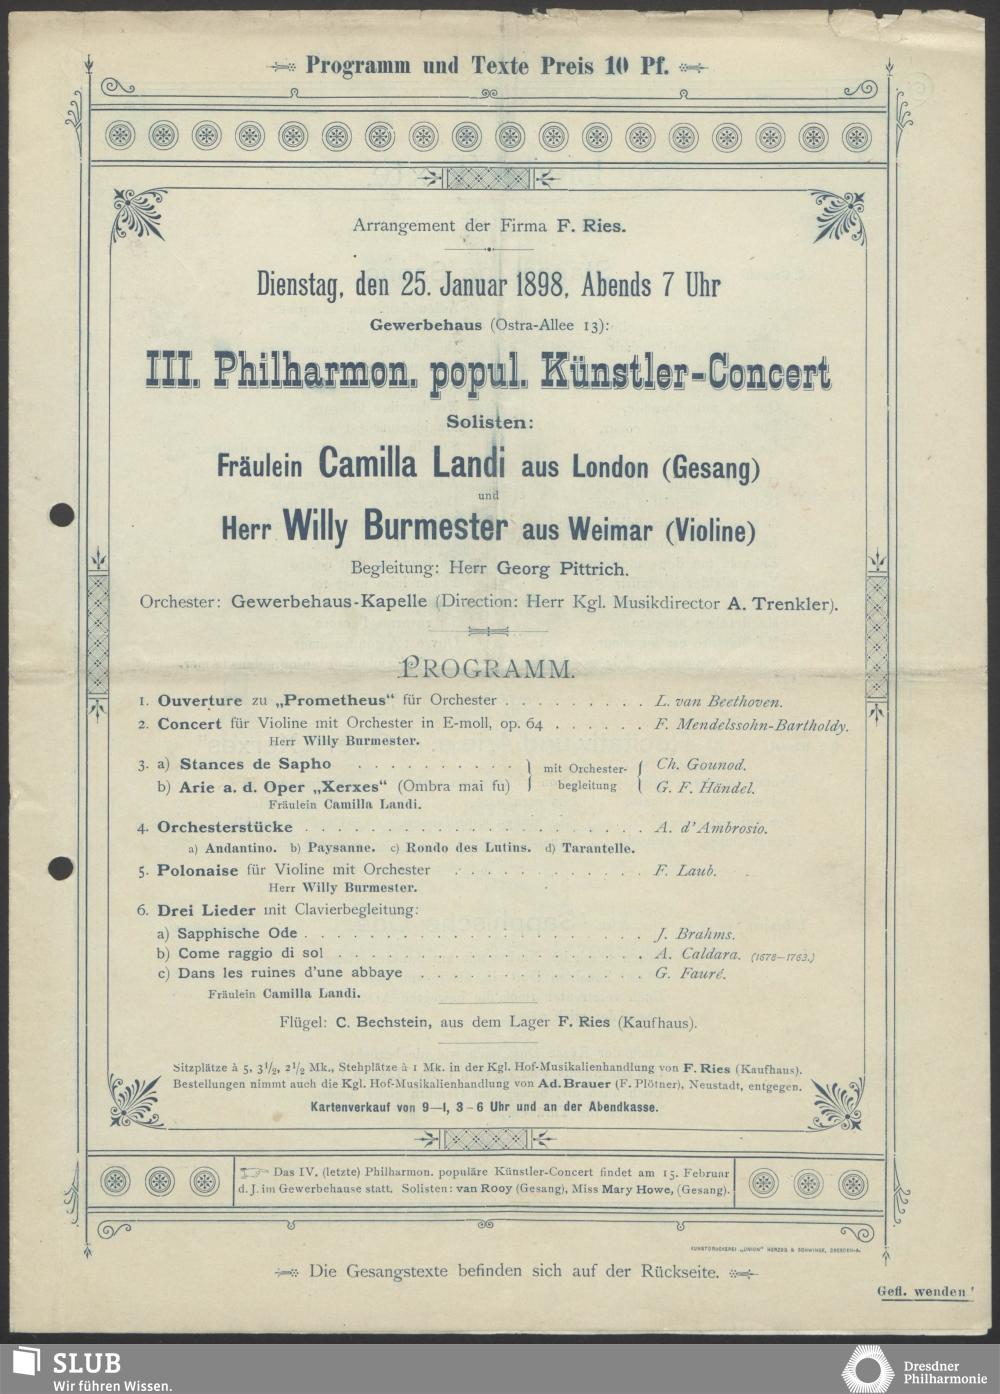 Programm und Texte Preis 10 Pf.
Arrangement der Firma F. Ries.
Dienstag, den 25. Januar 1898, Abends 7 Uhr
Gewerbehaus (Ostra-Allee 13):
III. Philharmon. popul. Künstler-Concert
Solisten:
Fräulein Camilla Landi aus London (Gesang)
und
Herr Willy Burmester aus Weimar (Violine)
Begleitung: Herr Georg Pittrich.
Orchester: Gewerbehaus-Kapelle (Direction: Herr Kgl. Musikdirector A. Trenkler).
PROGRAMM.
1. Ouverture zu „Prometheus" für Orchester . . . . . . . . . L. van Beethoven.
2. Concert für Violine mit Orchester in E-moll, op. 64 . . . . . . F. Mendelssohn-Bartholdy.
Herr Willy Burmester.
3. a) Stances de Sapho . . . . . . . . . . } mit Orchester- { Ch. Gounod.
b) Arie a. d. Oper „Xerxes" (Ombra mai fu) } begleitung { G. F. Händel.
Fräulein Camilla Landi.
4. Orchesterstücke . . . . . . . . . . . . . . . . . . . . . A. d'Ambrosio.
a) Andantino. b) Paysanne. c) Rondo des Lutins. d) Tarantelle.
5. Polonaise für Violine mit Orchester . . . . . . . . . . . . F. Laub.
Herr Willy Burmester.
6. Drei Lieder mit Clavierbegleitung:
a) Sapphische Ode . . . . . . . . . . . . . . . . . . . . . J. Brahms.
b) Come raggio di sol . . . . . . . . . . . . . . . . . . . A. Caldara. (1678—1763.)
c) Dans les ruines d'une abbaye . . . . . . . . . . . . . . G. Fauré.
Fräulein Camilla Landi.
Flügel: C. Bechstein, aus dem Lager F. Ries (Kaufhaus).
Sitzplätze à 5, 3½, 2½ Mk., Stehplätze à 1 Mk. in der Kgl. Hof-Musikalienhandlung von F. Ries (Kaufhaus).
Bestellungen nimmt auch die Kgl. Hof-Musikalienhandlung von Ad. Brauer (F. Plötner), Neustadt, entgegen.
Kartenverkauf von 9—1, 3–6 Uhr und an der Abendkasse.
Das IV. (letzte) Philharmon. populäre Künstler-Concert findet am 15. Februar
d. J. im Gewerbehause statt. Solisten: van Rooy (Gesang), Miss Mary Howe, (Gesang).
KUNSTDRUCKEREI „UNION" HERZOG & SCHWINGE, DRESDEN-A.
Die Gesangstexte befinden sich auf der Rückseite.
Gefl. wenden!
SLUB
Wir führen Wissen.
Dresdner
Philharmonie